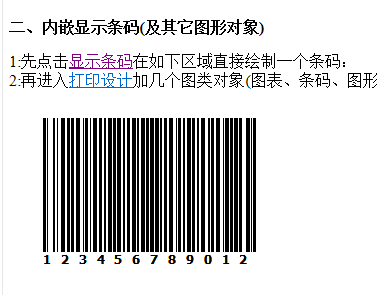 二、内嵌显示条码(及其它图形对象)
1:先点击显示条码在如下区域直接绘制一个条码：
2:再进入打印设计加几个图类对象(图表、条码、图形
1 2 3 4 5 6 7 8 9 0 1 2